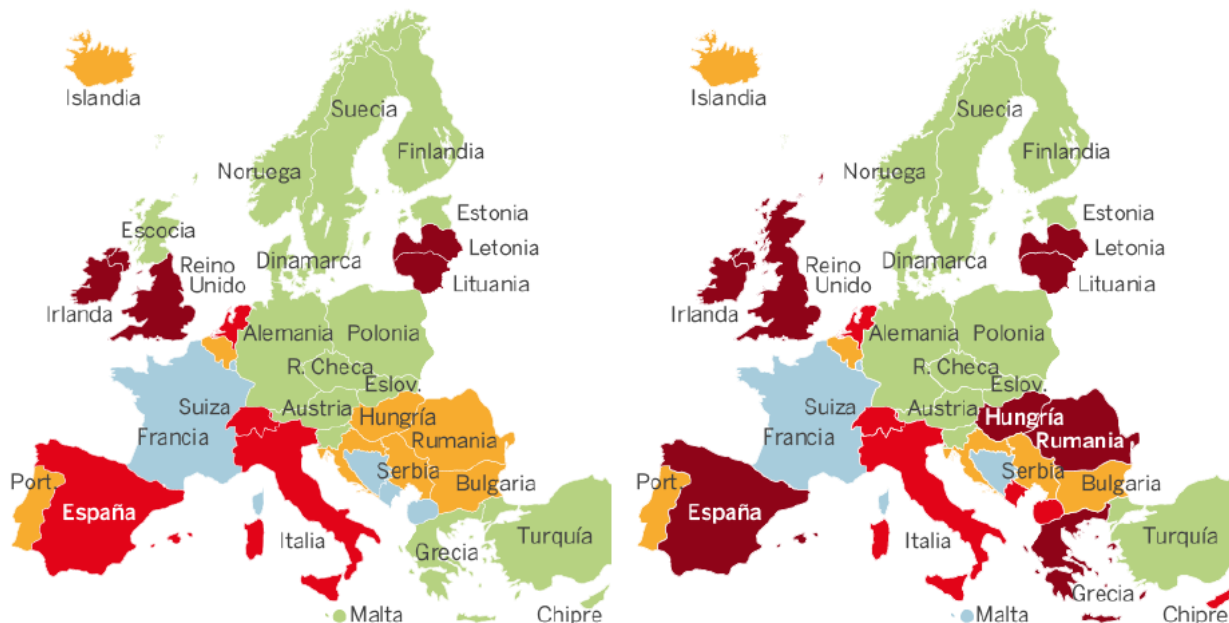 Islandia
Suecia
Finlandia
Noruega
Estonia
Escocia
Letonia
Dinamarca
Reino
Unido
Lituania
Irlanda
Alemania
Polonia
R. Checa
Eslov.
Suiza
Austria
Hungría
Francia
Rumania
Serbia
Port.
Bulgaria
España
Turquía
Italia
Grecia
Malta
Chipre
Islandia
Suecia
Finlandia
Noruega
Estonia
Letonia
Dinamarca
Reino
Unido
Lituania
Irlanda
Alemania
Polonia
R. Checa
Eslov.
Suiza
Austria
Hungría
Francia
Rumania
Serbia
Port.
Bulgaria
España
Turquía
Italia
Grecia
Malta
Chipre